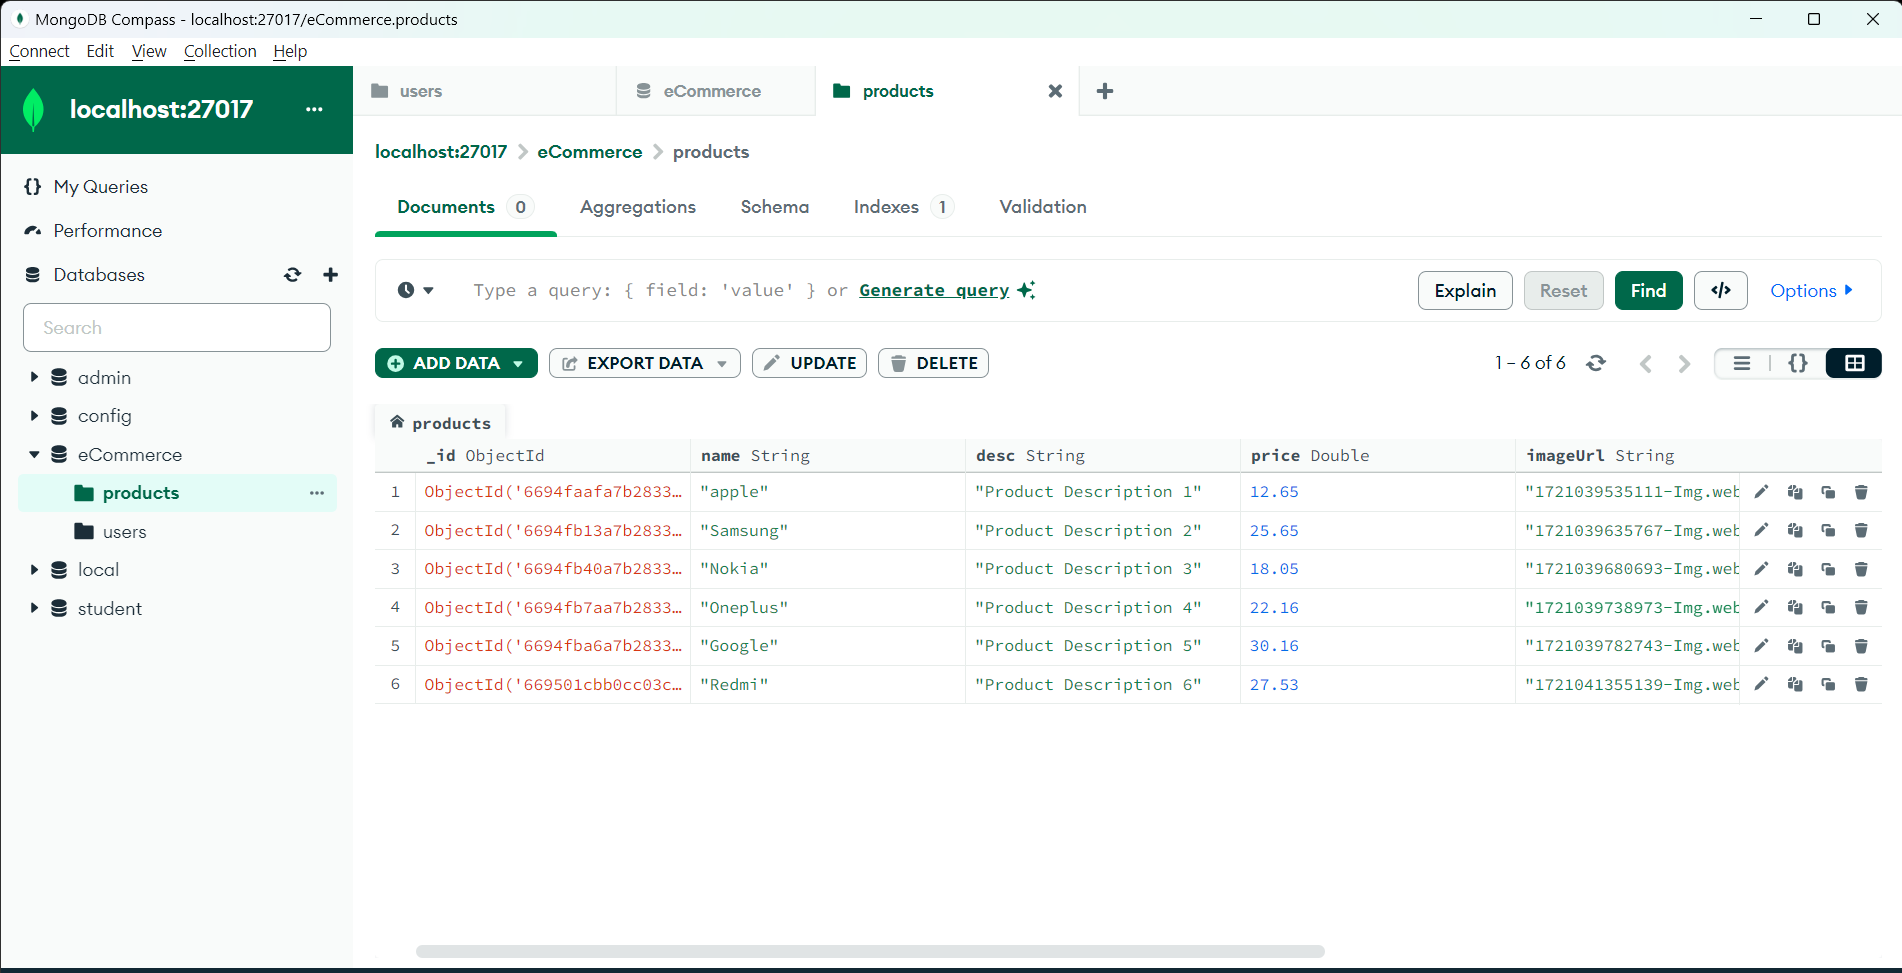 MongoDB Compass - localhost:27017/eCommerce.products
Connect Edit View Collection Help
localhost:27017 ...
users eCommerce products
localhost:27017 > eCommerce > products
My Queries
Performance
Databases
Search
admin
config
eCommerce
products ...
users
local
student
Documents 0 Aggregations Schema Indexes 1 Validation
Type a query: { field: 'value' } or Generate query
Explain Reset Find </> Options
ADD DATA EXPORT DATA UPDATE DELETE 1 – 6 of 6 {}
products
_id ObjectId name String desc String price Double imageUrl String
1 ObjectId('6694faafa7b2833… "apple" "Product Description 1" 12.65 "1721039535111-Img.web
2 ObjectId('6694fb13a7b2833… "Samsung" "Product Description 2" 25.65 "1721039635767-Img.web
3 ObjectId('6694fb40a7b2833… "Nokia" "Product Description 3" 18.05 "1721039680693-Img.web
4 ObjectId('6694fb7aa7b2833… "Oneplus" "Product Description 4" 22.16 "1721039738973-Img.web
5 ObjectId('6694fba6a7b2833… "Google" "Product Description 5" 30.16 "1721039782743-Img.web
6 ObjectId('669501cbb0cc03c… "Redmi" "Product Description 6" 27.53 "1721041355139-Img.web